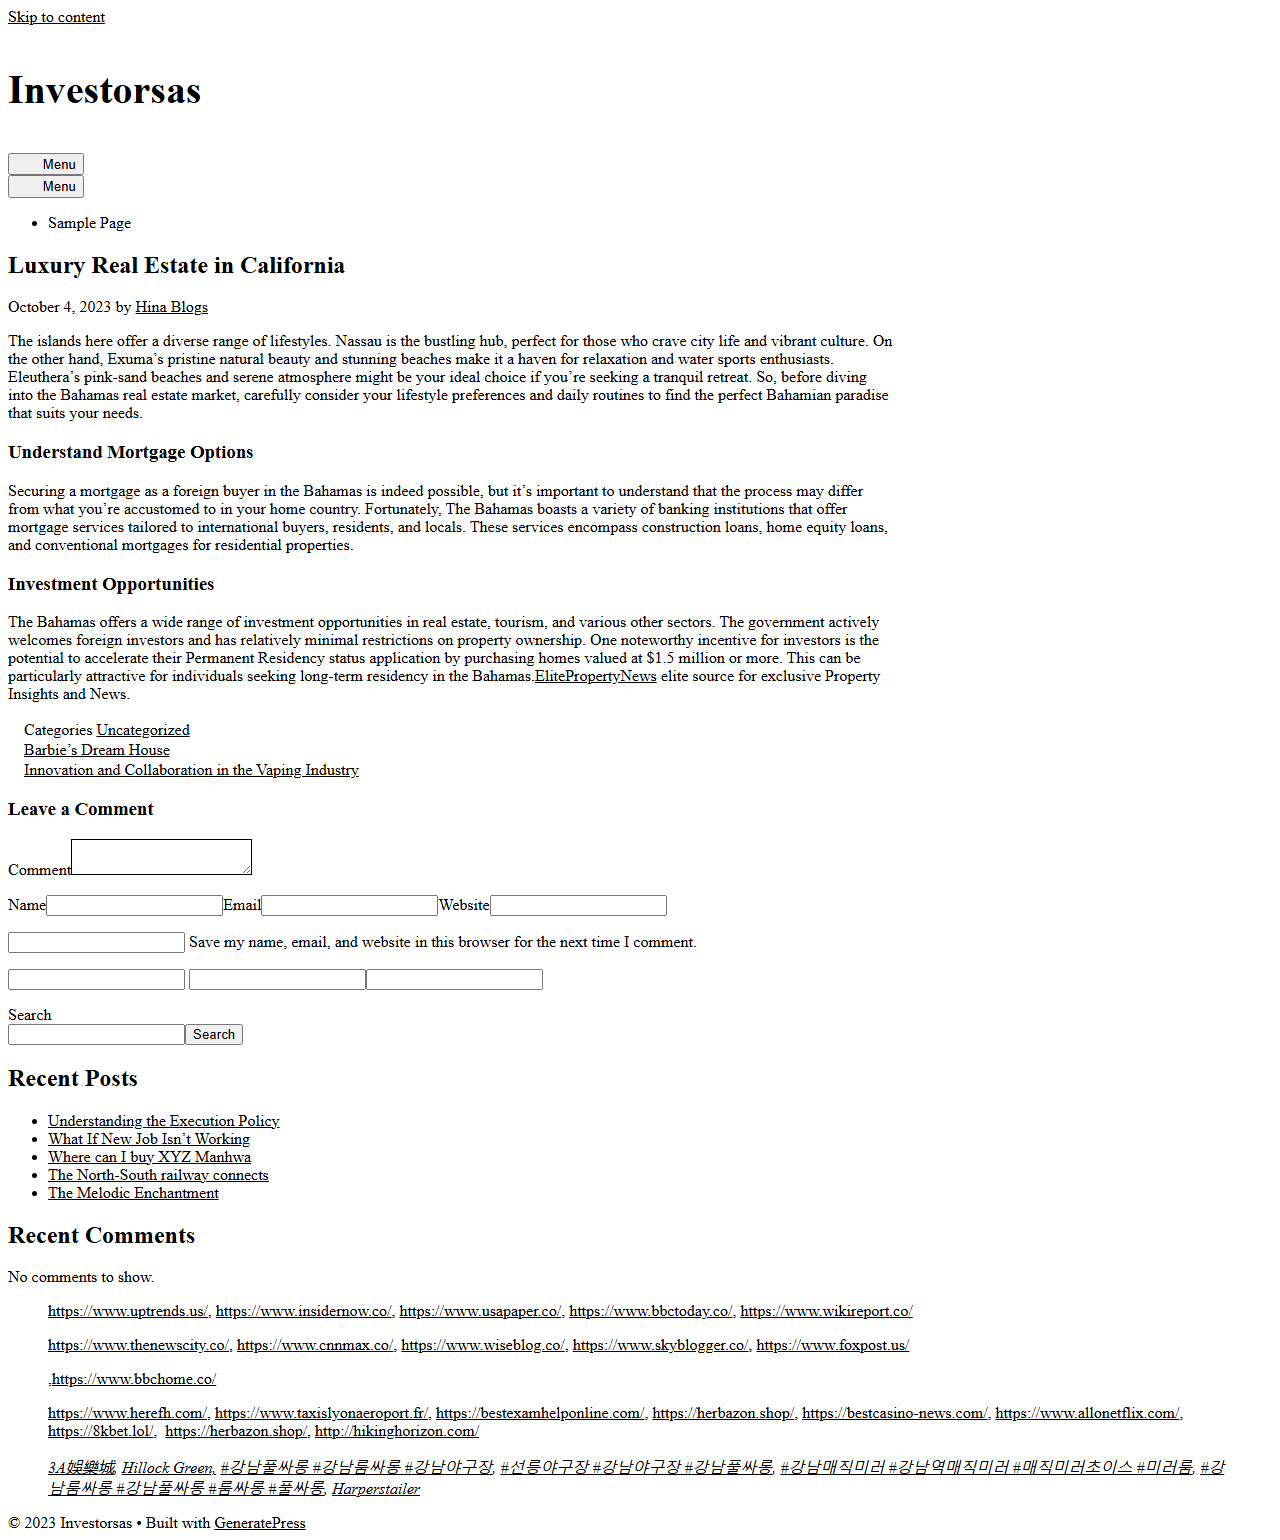 Skip to content
Investorsas
Menu
Menu
Sample Page
Luxury Real Estate in California
October 4, 2023 by Hina Blogs
The islands here offer a diverse range of lifestyles. Nassau is the bustling hub, perfect for those who crave city life and vibrant culture. On
the other hand, Exuma’s pristine natural beauty and stunning beaches make it a haven for relaxation and water sports enthusiasts.
Eleuthera’s pink-sand beaches and serene atmosphere might be your ideal choice if you’re seeking a tranquil retreat. So, before diving
into the Bahamas real estate market, carefully consider your lifestyle preferences and daily routines to find the perfect Bahamian paradise
that suits your needs.
Understand Mortgage Options
Securing a mortgage as a foreign buyer in the Bahamas is indeed possible, but it’s important to understand that the process may differ
from what you’re accustomed to in your home country. Fortunately, The Bahamas boasts a variety of banking institutions that offer
mortgage services tailored to international buyers, residents, and locals. These services encompass construction loans, home equity loans,
and conventional mortgages for residential properties.
Investment Opportunities
The Bahamas offers a wide range of investment opportunities in real estate, tourism, and various other sectors. The government actively
welcomes foreign investors and has relatively minimal restrictions on property ownership. One noteworthy incentive for investors is the
potential to accelerate their Permanent Residency status application by purchasing homes valued at $1.5 million or more. This can be
particularly attractive for individuals seeking long-term residency in the Bahamas.ElitePropertyNews elite source for exclusive Property
Insights and News.
Categories Uncategorized
Barbie’s Dream House
Innovation and Collaboration in the Vaping Industry
Leave a Comment
Comment
Name Email Website
Save my name, email, and website in this browser for the next time I comment.
Search
Search
Recent Posts
Understanding the Execution Policy
What If New Job Isn’t Working
Where can I buy XYZ Manhwa
The North-South railway connects
The Melodic Enchantment
Recent Comments
No comments to show.
https://www.uptrends.us/, https://www.insidernow.co/, https://www.usapaper.co/, https://www.bbctoday.co/, https://www.wikireport.co/
https://www.thenewscity.co/, https://www.cnnmax.co/, https://www.wiseblog.co/, https://www.skyblogger.co/, https://www.foxpost.us/
,https://www.bbchome.co/
https://www.herefh.com/, https://www.taxislyonaeroport.fr/, https://bestexamhelponline.com/, https://herbazon.shop/, https://bestcasino-news.com/, https://www.allonetflix.com/,
https://8kbet.lol/, https://herbazon.shop/, http://hikinghorizon.com/
3A娛樂城, Hillock Green, #강남풀싸롱 #강남룸싸롱 #강남야구장, #선릉야구장 #강남야구장 #강남풀싸롱, #강남매직미러 #강남역매직미러 #매직미러초이스 #미러룸, #강
남룸싸롱 #강남풀싸롱 #룸싸롱 #풀싸롱, Harperstailer
© 2023 Investorsas • Built with GeneratePress